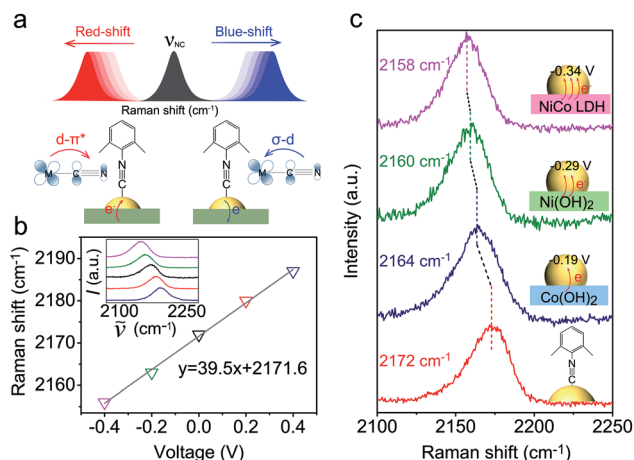 a
Red-shift
νNC
Blue-shift
Raman shift (cm⁻¹)
d-π*
σ-d
M
C
N
N
C
N
C
M
C
N
e⁻
e⁻
b
Raman shift (cm⁻¹)
2190
2180
2170
2160
I (a.u.)
2100
2250
ν̃ (cm⁻¹)
y=39.5x+2171.6
-0.4
-0.2
0.0
0.2
0.4
Voltage (V)
c
Intensity (a.u.)
2158 cm⁻¹
-0.34 V
e⁻
NiCo LDH
2160 cm⁻¹
-0.29 V
e⁻
Ni(OH)2
2164 cm⁻¹
-0.19 V
e⁻
Co(OH)2
2172 cm⁻¹
N
C
2100
2150
2200
2250
Raman shift (cm⁻¹)